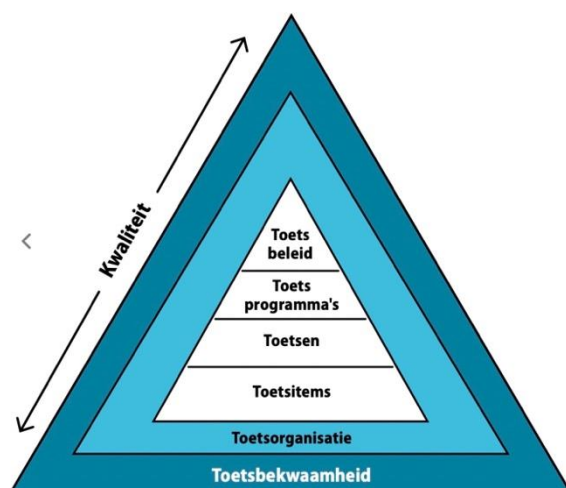 Kwaliteit
Toets
beleid
Toets
programma's
Toetsen
Toetsitems
Toetsorganisatie
Toetsbekwaamheid